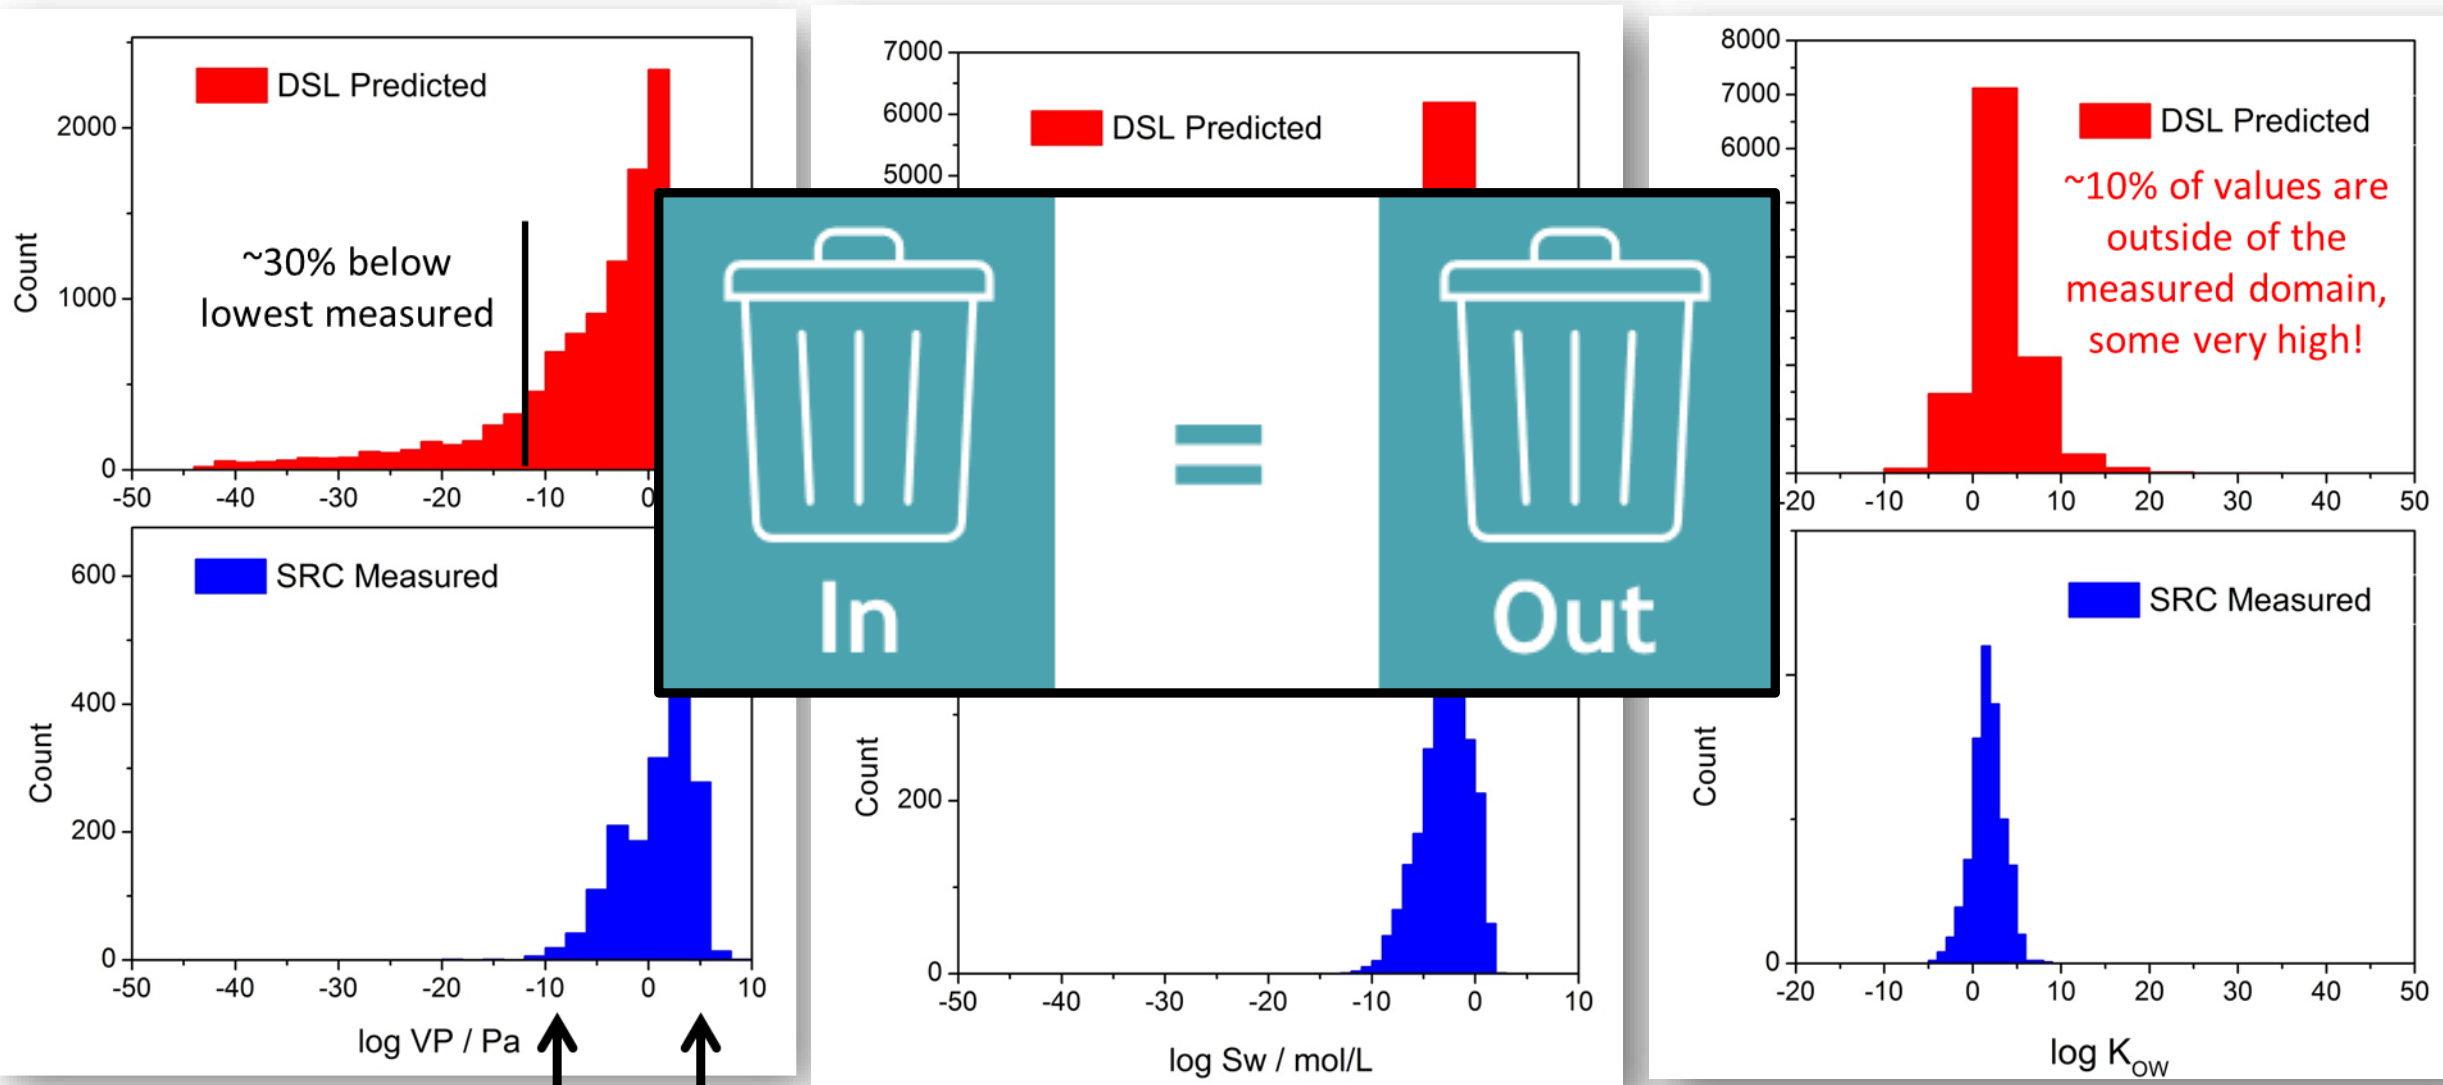 DSL Predicted
2000
1000
0
Count
~30% below
lowest measured
-50 -40 -30 -20 -10 0
SRC Measured
600
400
200
0
Count
-50 -40 -30 -20 -10 0 10
log VP / Pa
7000
6000
5000
DSL Predicted
In
=
Out
200
0
Count
-50 -40 -30 -20 -10 0 10
log Sw / mol/L
8000
7000
6000
DSL Predicted
~10% of values are
outside of the
measured domain,
some very high!
-20 -10 0 10 20 30 40 50
SRC Measured
Count
0
-20 -10 0 10 20 30 40 50
log K_OW